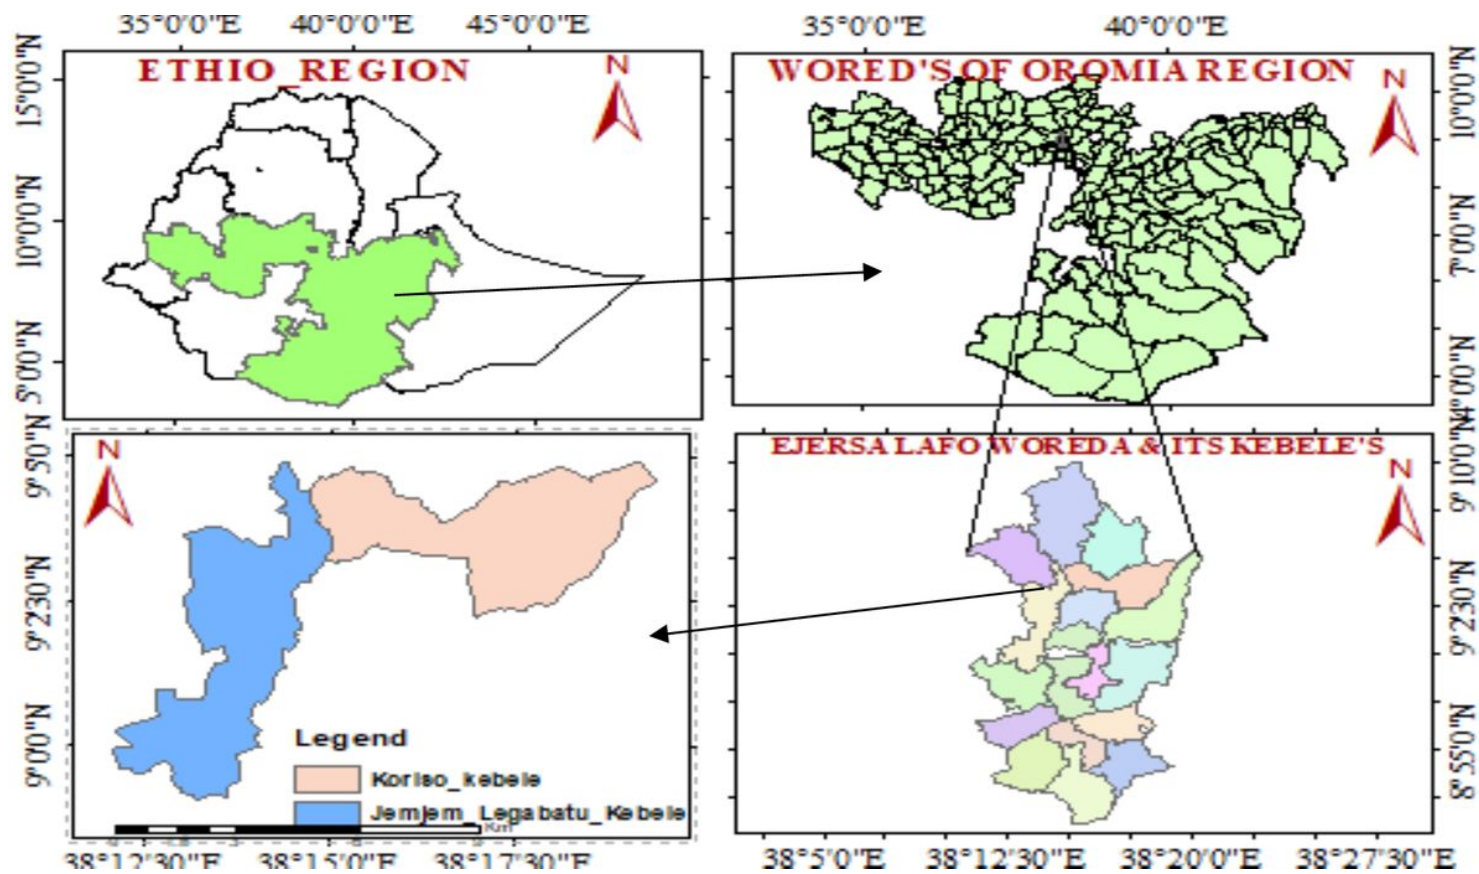 35°0'0"E 40°0'0"E 45°0'0"E
35°0'0"E 40°0'0"E
ETHIO_REGION
N
15°0'0"N
10°0'0"N
5°0'0"N
WORED'S OF OROMIA REGION
N
10°0'0"N
7°0'0"N
4°0'0"N
N
9°2'30"N
9°0'0"N
Legend
Koriso_kebele
Jemjem_Legabatu_Kebele
Km
38°12'30"E 38°15'0"E 38°17'30"E
EJERSA LAFO WOREDA & ITS KEBELE'S
N
9°10'0"N
9°2'30"N
8°55'0"N
38°5'0"E 38°12'30"E 38°20'0"E 38°27'30"E